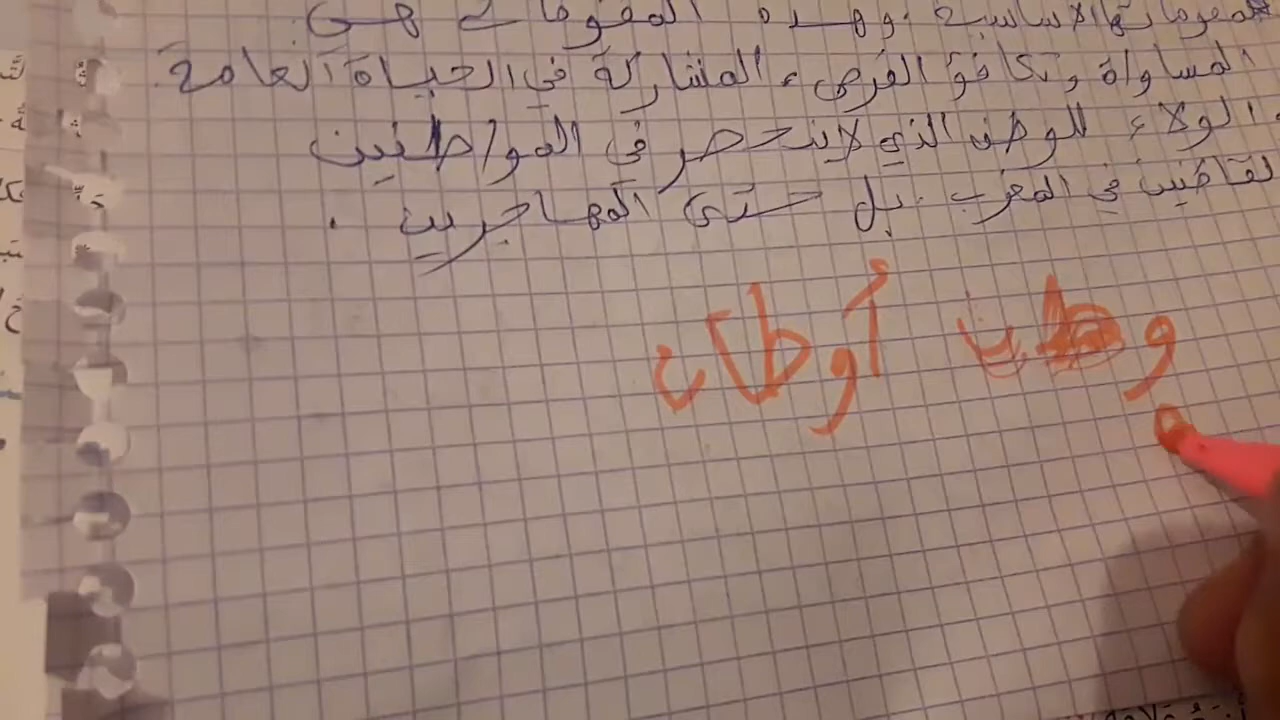 مقوماتها الأساسية وهذه المقومات هي
المساواة وتكافؤ الفرص، المشاركة في الحياة العامة
، الولاء للوطن الذي لا ينحصر في المواطنين
القاطنين في المغرب. بل حتى المهاجرين.
وطن أوطان